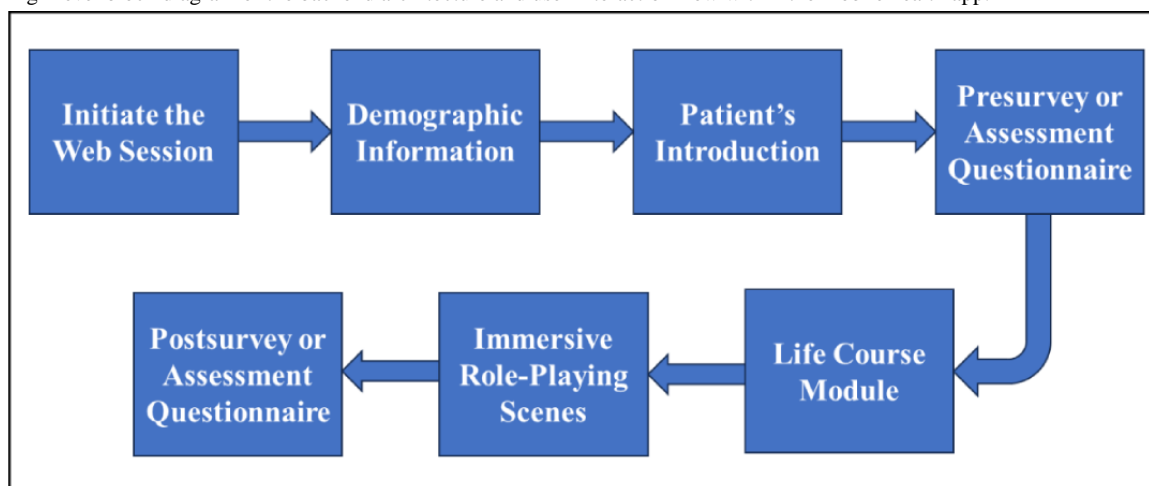 Initiate the
Web Session
Demographic
Information
Patient's
Introduction
Presurvey or
Assessment
Questionnaire
Life Course
Module
Immersive
Role-Playing
Scenes
Postsurvey or
Assessment
Questionnaire